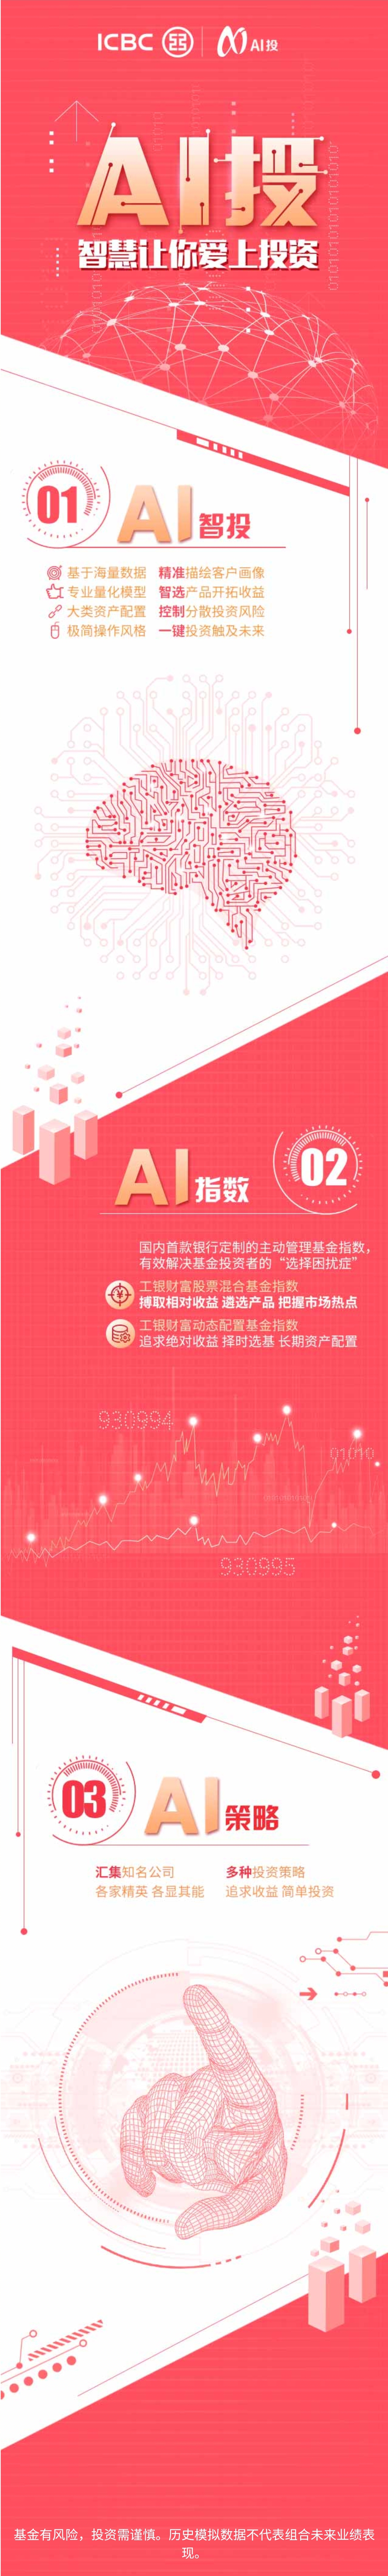 ICBC AI投
AI投
智慧让你爱上投资
01
AI智投
基于海量数据 精准描绘客户画像
专业量化模型 智选产品开拓收益
大类资产配置 控制分散投资风险
极简操作风格 一键投资触及未来
AI指数
02
国内首款银行定制的主动管理基金指数，
有效解决基金投资者的“选择困扰症”
工银财富股票混合基金指数
搏取相对收益 遴选产品 把握市场热点
工银财富动态配置基金指数
追求绝对收益 择时选基 长期资产配置
930994
01010
930995
03
AI策略
汇集知名公司 多种投资策略
各家精英 各显其能 追求收益 简单投资
基金有风险，投资需谨慎。历史模拟数据不代表组合未来业绩表
现。